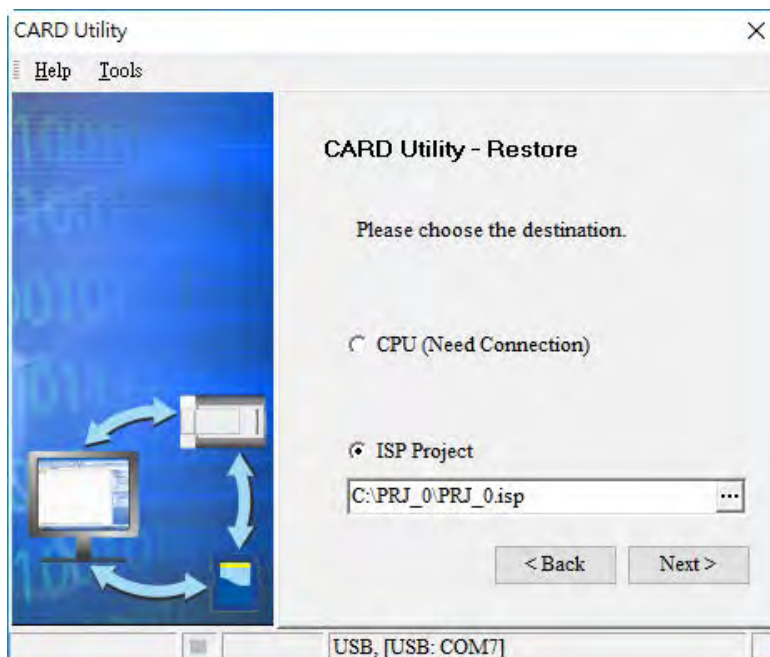 CARD Utility
Help Tools
CARD Utility - Restore
Please choose the destination.
CPU (Need Connection)
ISP Project
C:\PRJ_0\PRJ_0.isp
...
< Back Next >
USB, [USB: COM7]